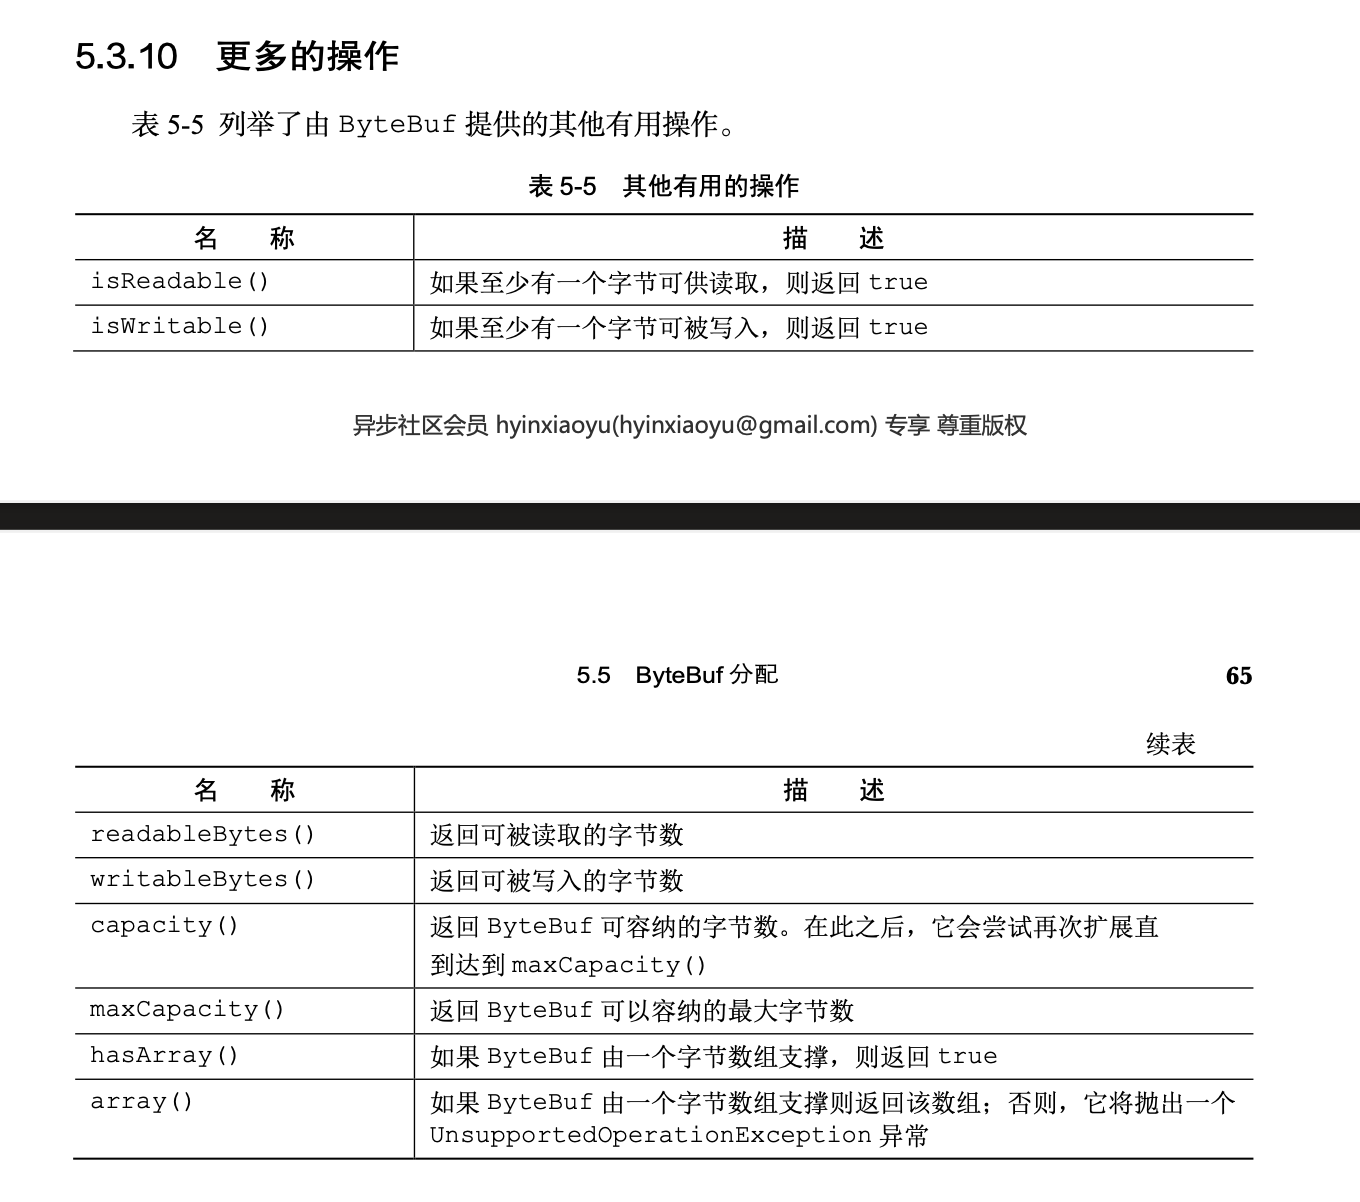 5.3.10 更多的操作
表 5-5 列举了由 ByteBuf 提供的其他有用操作。
表 5-5 其他有用的操作
名 称 描 述
isReadable() 如果至少有一个字节可供读取，则返回 true
isWritable() 如果至少有一个字节可被写入，则返回 true
异步社区会员 hyinxiaoyu(hyinxiaoyu@gmail.com) 专享 尊重版权
5.5 ByteBuf 分配 65
续表
名 称 描 述
readableBytes() 返回可被读取的字节数
writableBytes() 返回可被写入的字节数
capacity() 返回 ByteBuf 可容纳的字节数。在此之后，它会尝试再次扩展直
到达到 maxCapacity()
maxCapacity() 返回 ByteBuf 可以容纳的最大字节数
hasArray() 如果 ByteBuf 由一个字节数组支撑，则返回 true
array() 如果 ByteBuf 由一个字节数组支撑则返回该数组；否则，它将抛出一个
UnsupportedOperationException 异常